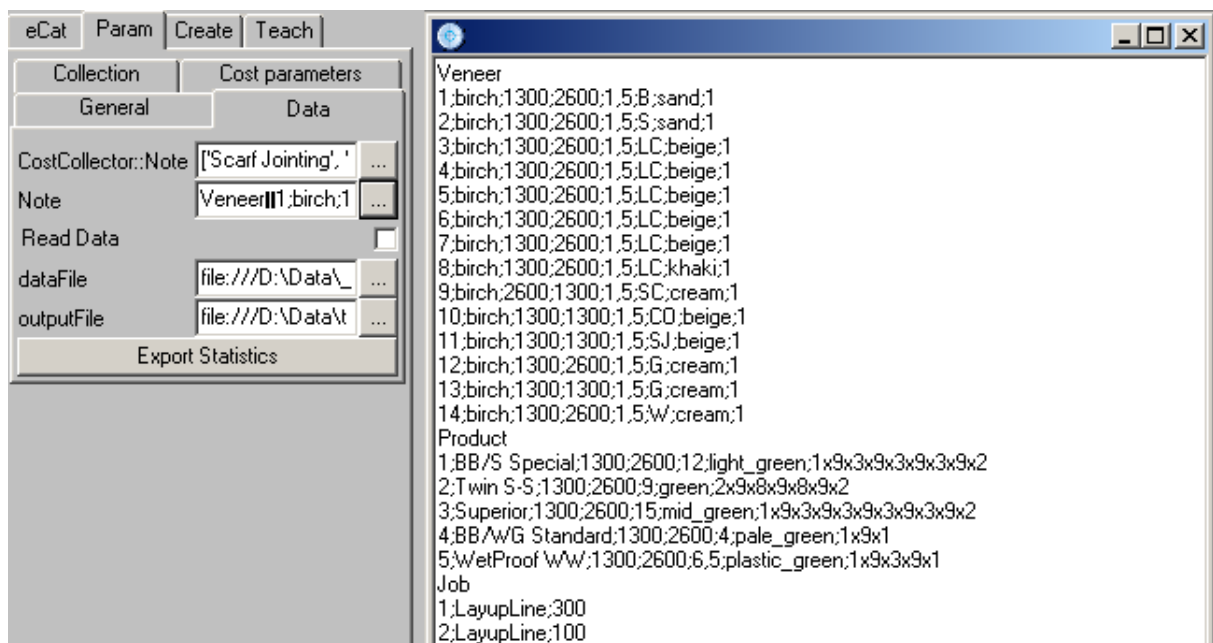 eCat Param Create Teach
Collection Cost parameters
General Data
CostCollector::Note ['Scarf Jointing', ' ...
Note Veneer||1;birch;1 ...
Read Data
dataFile file:///D:\Data\_ ...
outputFile file:///D:\Data\t ...
Export Statistics
Veneer
1;birch;1300;2600;1,5;B;sand;1
2;birch;1300;2600;1,5;S;sand;1
3;birch;1300;2600;1,5;LC;beige;1
4;birch;1300;2600;1,5;LC;beige;1
5;birch;1300;2600;1,5;LC;beige;1
6;birch;1300;2600;1,5;LC;beige;1
7;birch;1300;2600;1,5;LC;beige;1
8;birch;1300;2600;1,5;LC;khaki;1
9;birch;2600;1300;1,5;SC;cream;1
10;birch;1300;1300;1,5;CO;beige;1
11;birch;1300;1300;1,5;SJ;beige;1
12;birch;1300;2600;1,5;G;cream;1
13;birch;1300;1300;1,5;G;cream;1
14;birch;1300;2600;1,5;W;cream;1
Product
1;BB/S Special;1300;2600;12;light_green;1x9x3x9x3x9x3x9x2
2;Twin S-S;1300;2600;9;green;2x9x8x9x8x9x2
3;Superior;1300;2600;15;mid_green;1x9x3x9x3x9x3x9x3x9x2
4;BB/WG Standard;1300;2600;4;pale_green;1x9x1
5;WetProof WW;1300;2600;6,5;plastic_green;1x9x3x9x1
Job
1;LayupLine;300
2;LayupLine;100